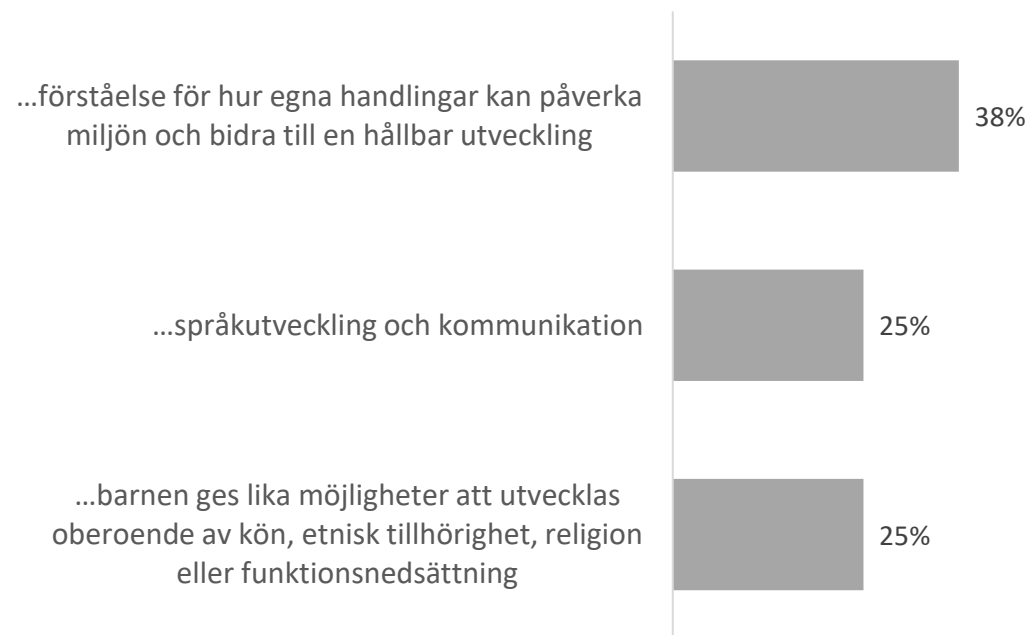 …förståelse för hur egna handlingar kan påverka
miljön och bidra till en hållbar utveckling
38%
…språkutveckling och kommunikation
25%
…barnen ges lika möjligheter att utvecklas
oberoende av kön, etnisk tillhörighet, religion
eller funktionsnedsättning
25%